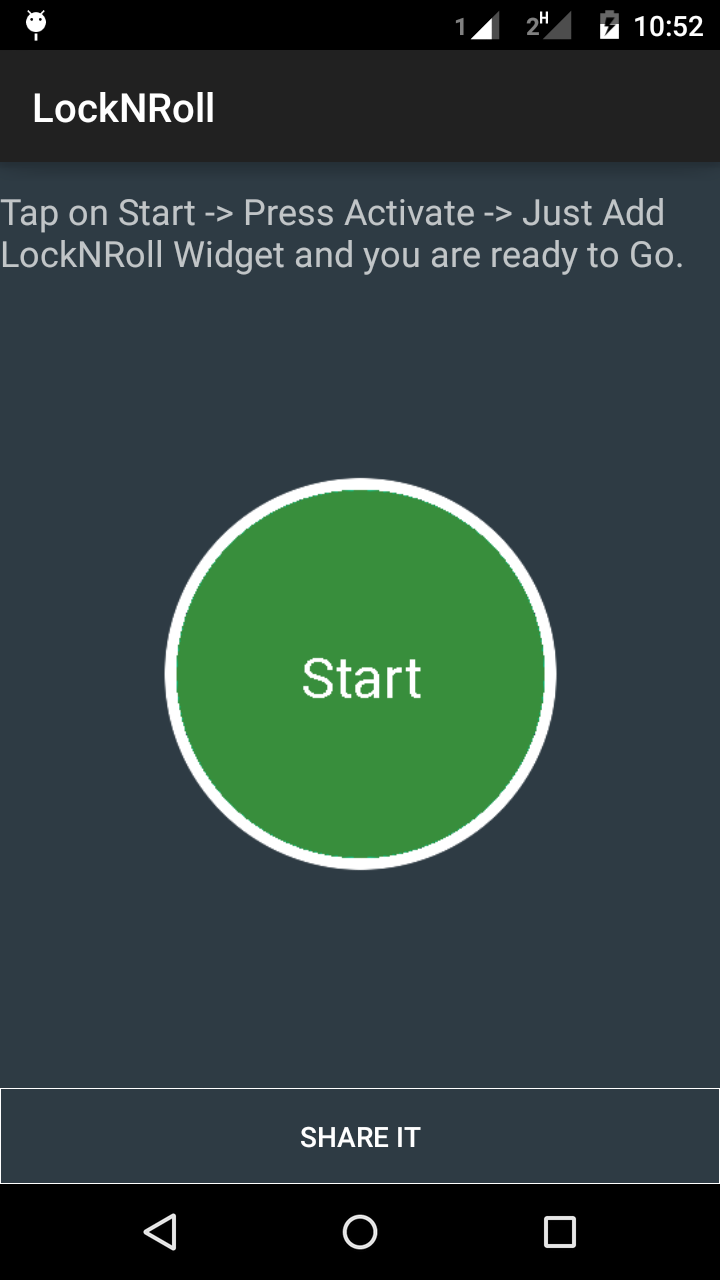 1 2 H 10:52
LockNRoll
Tap on Start -> Press Activate -> Just Add
LockNRoll Widget and you are ready to Go.
Start
SHARE IT